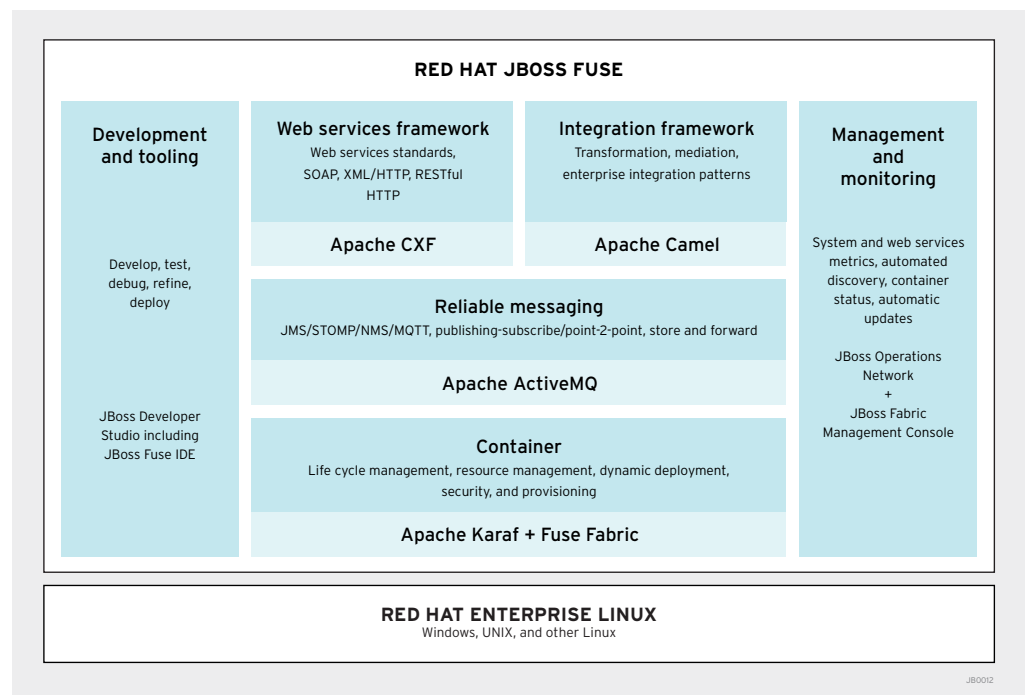 RED HAT JBOSS FUSE
Development
and tooling
Develop, test,
debug, refine,
deploy
JBoss Developer
Studio including
JBoss Fuse IDE
Web services framework
Web services standards,
SOAP, XML/HTTP, RESTful
HTTP
Apache CXF
Integration framework
Transformation, mediation,
enterprise integration patterns
Apache Camel
Reliable messaging
JMS/STOMP/NMS/MQTT, publishing-subscribe/point-2-point, store and forward
Apache ActiveMQ
Container
Life cycle management, resource management, dynamic deployment,
security, and provisioning
Apache Karaf + Fuse Fabric
Management
and
monitoring
System and web services
metrics, automated
discovery, container
status, automatic
updates
JBoss Operations
Network
+
JBoss Fabric
Management Console
RED HAT ENTERPRISE LINUX
Windows, UNIX, and other Linux
JB0012